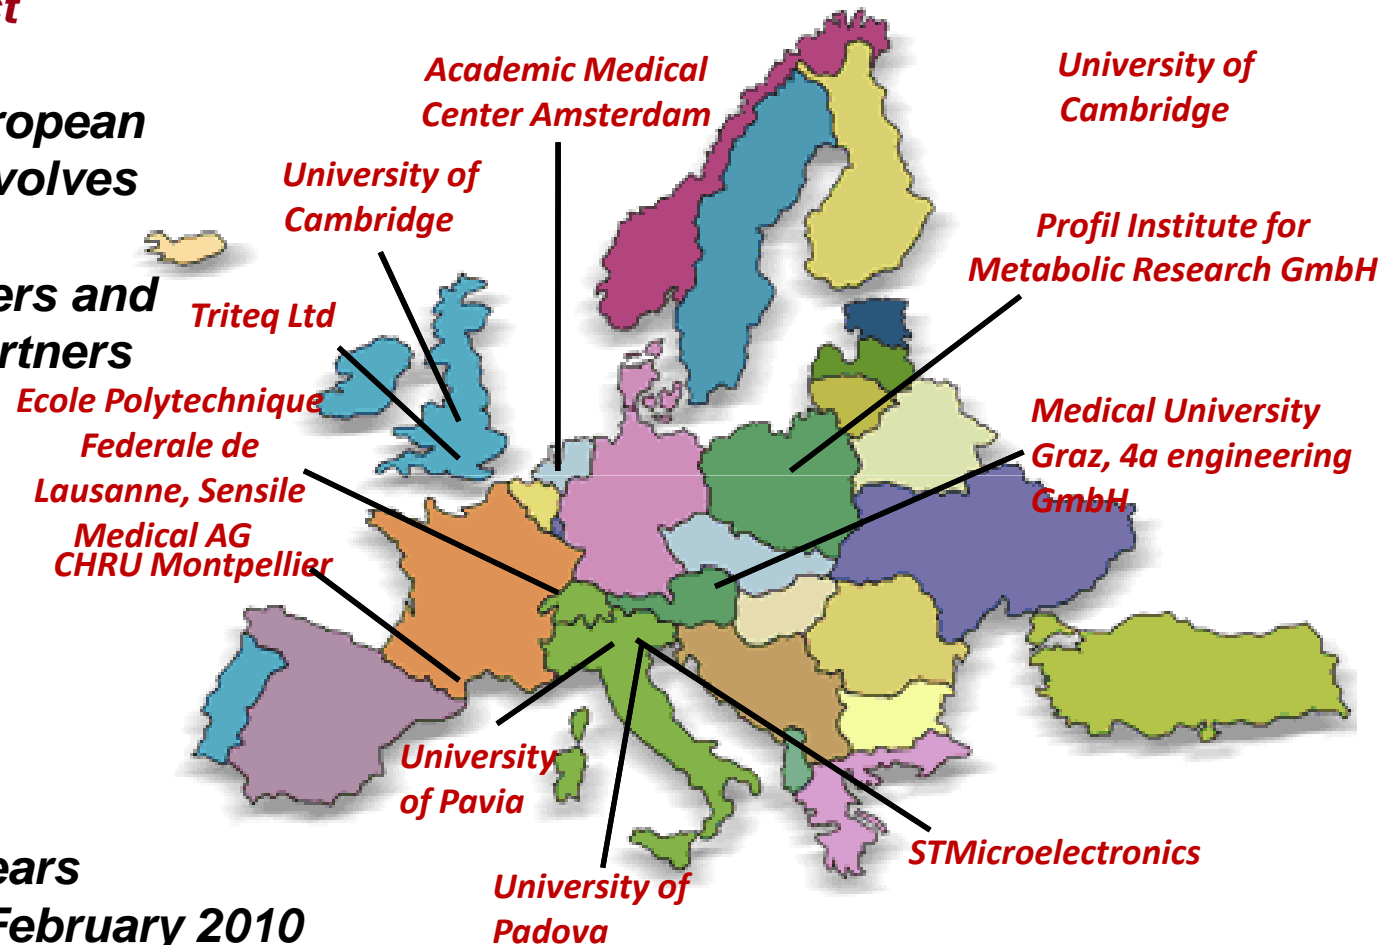 ct
ropean
volves
ers and
rtners
ears
February 2010
Academic Medical
Center Amsterdam
University of
Cambridge
University of
Cambridge
Profil Institute for
Metabolic Research GmbH
Triteq Ltd
Ecole Polytechnique
Federale de
Lausanne, Sensile
Medical AG
CHRU Montpellier
Medical University
Graz, 4a engineering
GmbH
University
of Pavia
STMicroelectronics
University of
Padova